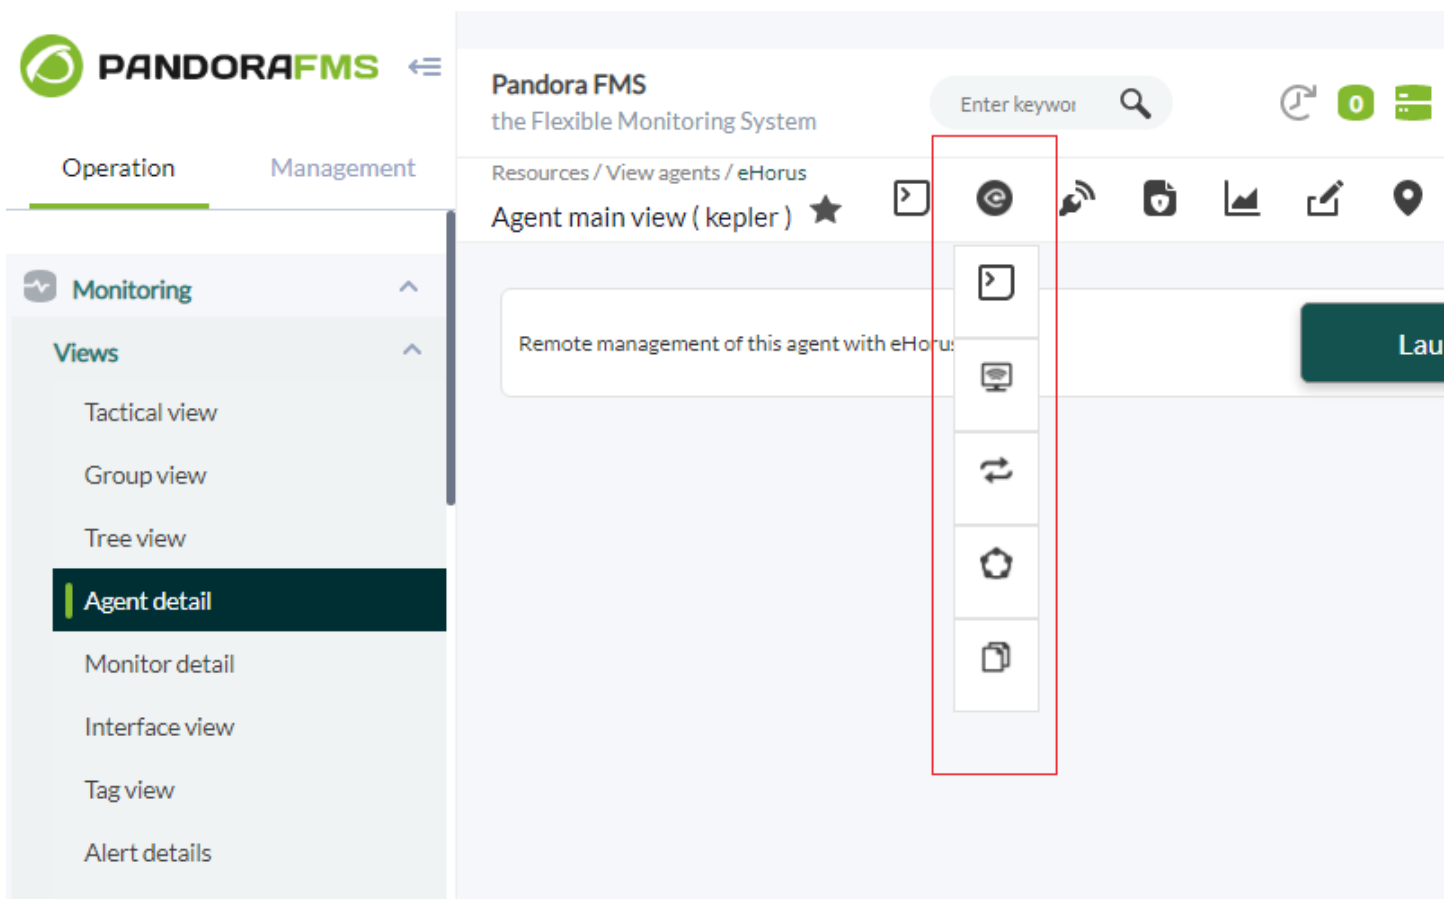 PANDORAFMS
Operation
Management
Monitoring
Views
Tactical view
Group view
Tree view
Agent detail
Monitor detail
Interface view
Tag view
Alert details
Pandora FMS
the Flexible Monitoring System
Enter keywor
0
Resources / View agents / eHorus
Agent main view ( kepler )
Remote management of this agent with eHorus
Lau